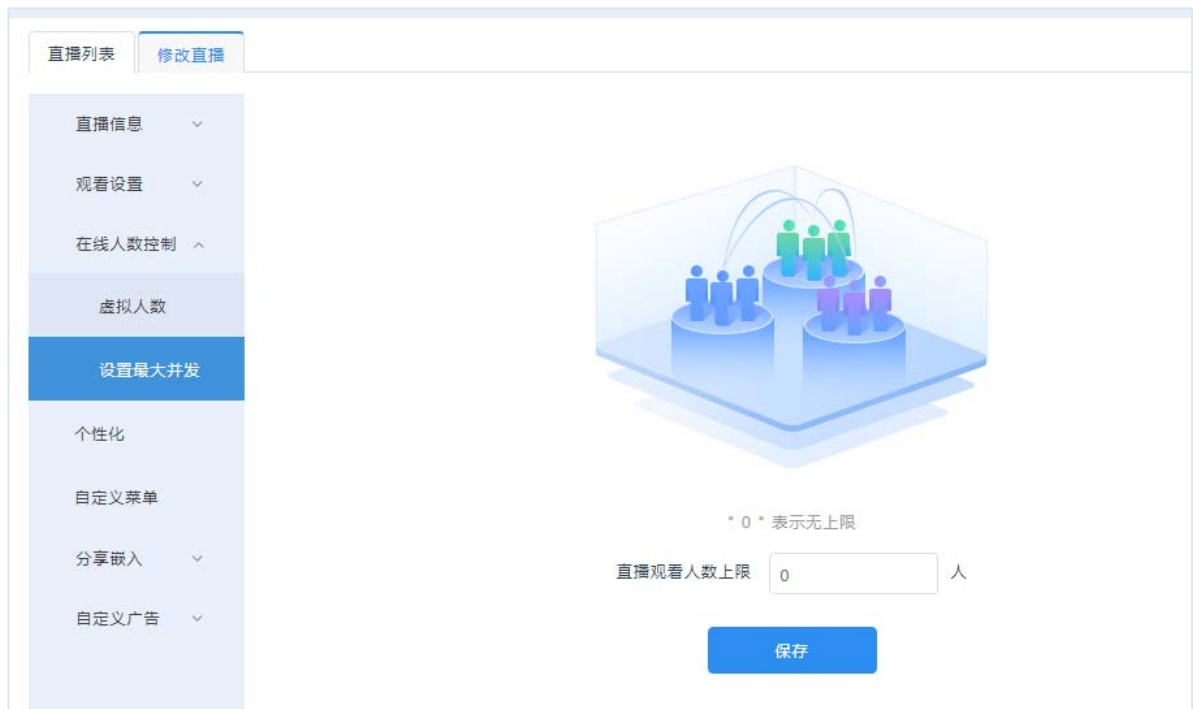 直播列表
修改直播
直播信息
观看设置
在线人数控制
虚拟人数
设置最大并发
个性化
自定义菜单
分享嵌入
自定义广告
" 0 " 表示无上限
直播观看人数上限 0 人
保存